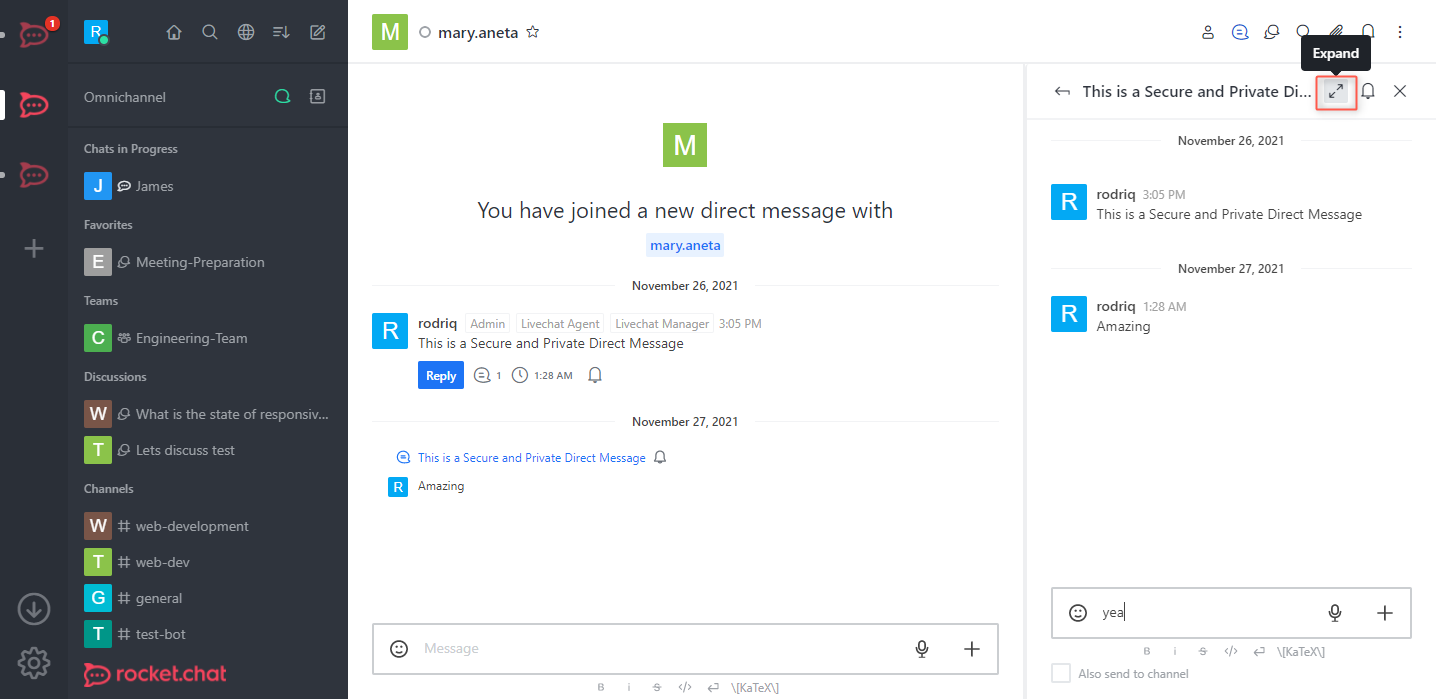 1
R
Omnichannel
Chats in Progress
J James
Favorites
E Meeting-Preparation
Teams
C Engineering-Team
Discussions
W What is the state of responsiv...
T Lets discuss test
Channels
W web-development
T web-dev
G general
T test-bot
rocket.chat
M mary.aneta
M
You have joined a new direct message with
mary.aneta
November 26, 2021
R rodriq Admin Livechat Agent Livechat Manager 3:05 PM
This is a Secure and Private Direct Message
Reply 1 1:28 AM
November 27, 2021
This is a Secure and Private Direct Message
R Amazing
Message
B i S </> \[KaTeX\]
Expand
This is a Secure and Private Di...
November 26, 2021
R rodriq 3:05 PM
This is a Secure and Private Direct Message
November 27, 2021
R rodriq 1:28 AM
Amazing
yea
B i S </> \[KaTeX\]
Also send to channel